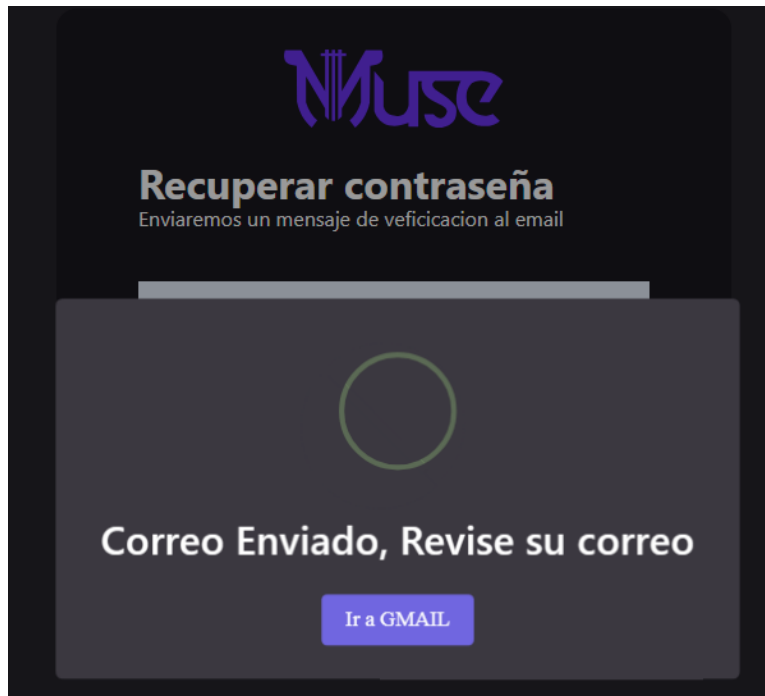 Muse
Recuperar contraseña
Enviaremos un mensaje de veficicacion al email
Correo Enviado, Revise su correo
Ir a GMAIL